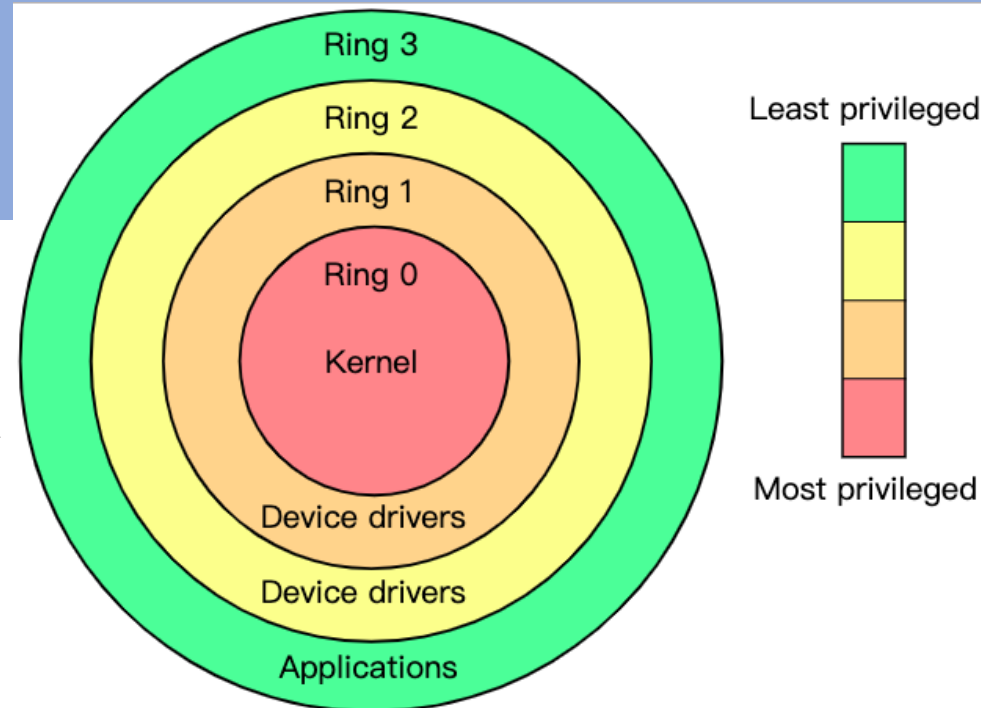 Ring 3
Ring 2
Ring 1
Ring 0
Kernel
Device drivers
Device drivers
Applications
Least privileged
Most privileged